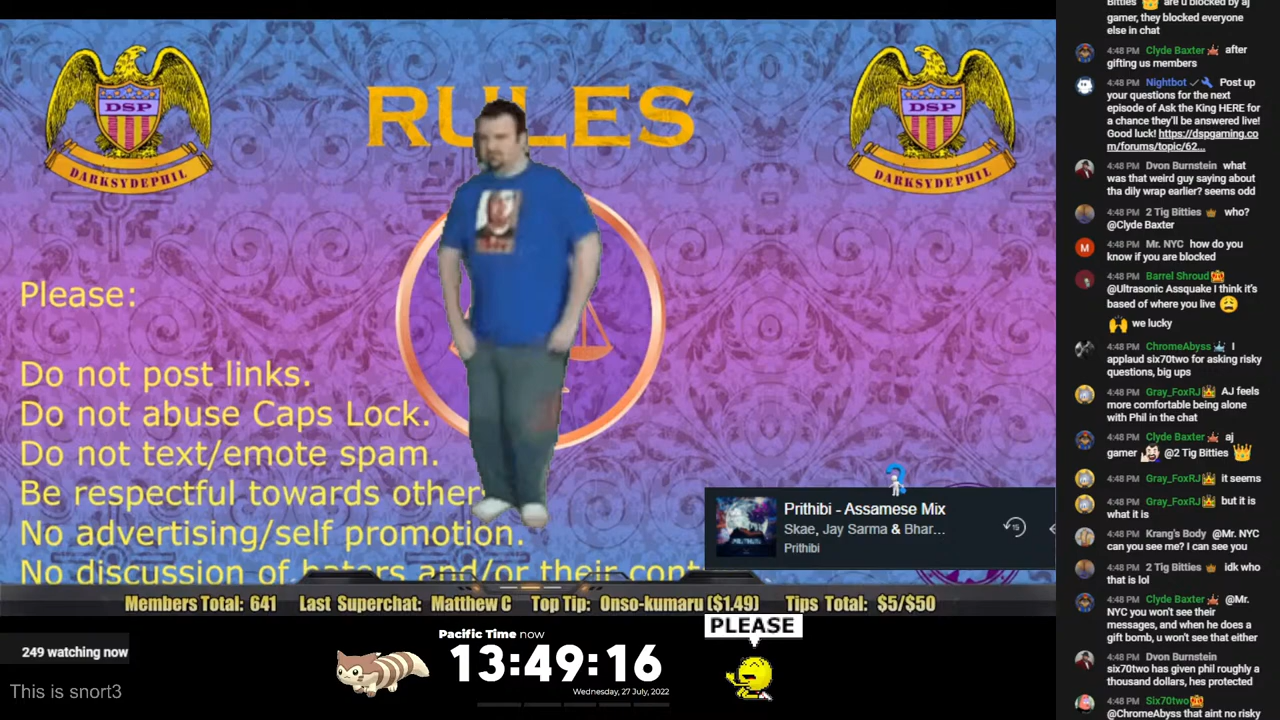 DSP
DARKSYDEPHIL
RULES
DSP
DARKSYDEPHIL
Please:
Do not post links.
Do not abuse Caps Lock.
Do not text/emote spam.
Be respectful towards other
No advertising/self promotion.
No discussion of haters and/or their cont
Prithibi - Assamese Mix
Skae, Jay Sarma & Bhar...
Prithibi
15
Members Total: 641 Last Superchat: Matthew C Top Tip: Onso-kumaru ($1.49) Tips Total: $5/$50
249 watching now
This is snort3
Pacific Time now
13:49:16
Wednesday, 27 July, 2022
PLEASE
Bitties are u blocked by aj
gamer, they blocked everyone
else in chat
4:48 PM Clyde Baxter after
gifting us members
4:48 PM Nightbot Post up
your questions for the next
episode of Ask the King HERE for
a chance they'll be answered live!
Good luck! https://dspgaming.co
m/forums/topic/62...
4:48 PM Dvon Burnstein what
was that weird guy saying about
tha dily wrap earlier? seems odd
4:48 PM 2 Tig Bitties who?
@Clyde Baxter
M
4:48 PM Mr. NYC how do you
know if you are blocked
4:48 PM Barrel Shroud
@Ultrasonic Assquake I think it's
based of where you live
we lucky
4:48 PM ChromeAbyss I
applaud six70two for asking risky
questions, big ups
4:48 PM Gray_FoxRJ AJ feels
more comfortable being alone
with Phil in the chat
4:48 PM Clyde Baxter aj
gamer @2 Tig Bitties
4:48 PM Gray_FoxRJ it seems
4:48 PM Gray_FoxRJ but it is
what it is
4:48 PM Krang's Body @Mr. NYC
can you see me? I can see you
4:48 PM 2 Tig Bitties idk who
that is lol
4:48 PM Clyde Baxter @Mr.
NYC you won't see their
messages, and when he does a
gift bomb, u won't see that either
4:48 PM Dvon Burnstein
six70two has given phil roughly a
thousand dollars, hes protected
4:48 PM Six70two
@ChromeAbyss that aint no risky